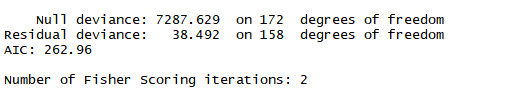 Null deviance: 7287.629  on 172  degrees of freedom
Residual deviance:   38.492  on 158  degrees of freedom
AIC: 262.96
Number of Fisher Scoring iterations: 2